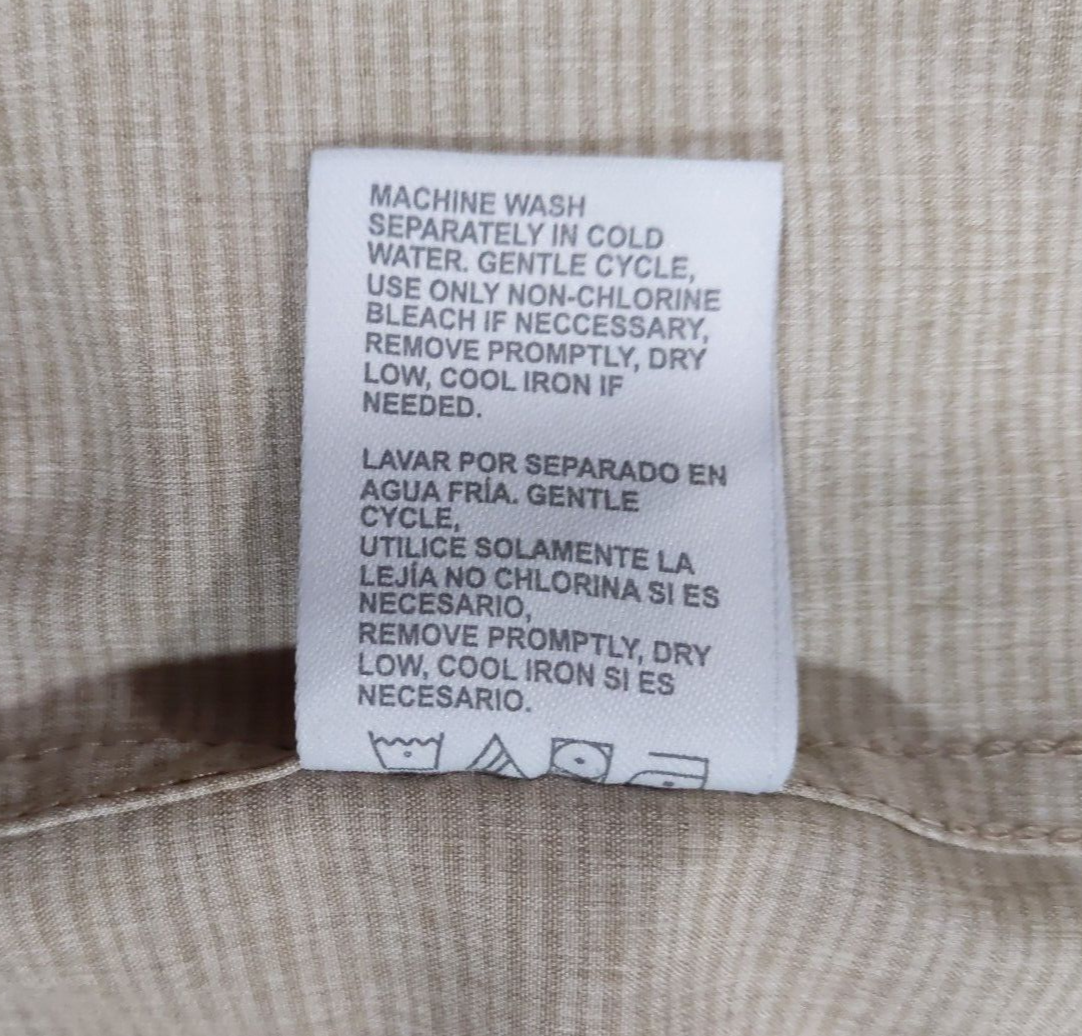 MACHINE WASH
SEPARATELY IN COLD
WATER. GENTLE CYCLE,
USE ONLY NON-CHLORINE
BLEACH IF NECCESSARY,
REMOVE PROMPTLY, DRY
LOW, COOL IRON IF
NEEDED.
LAVAR POR SEPARADO EN
AGUA FRÍA. GENTLE
CYCLE,
UTILICE SOLAMENTE LA
LEJÍA NO CHLORINA SI ES
NECESARIO,
REMOVE PROMPTLY, DRY
LOW, COOL IRON SI ES
NECESARIO.